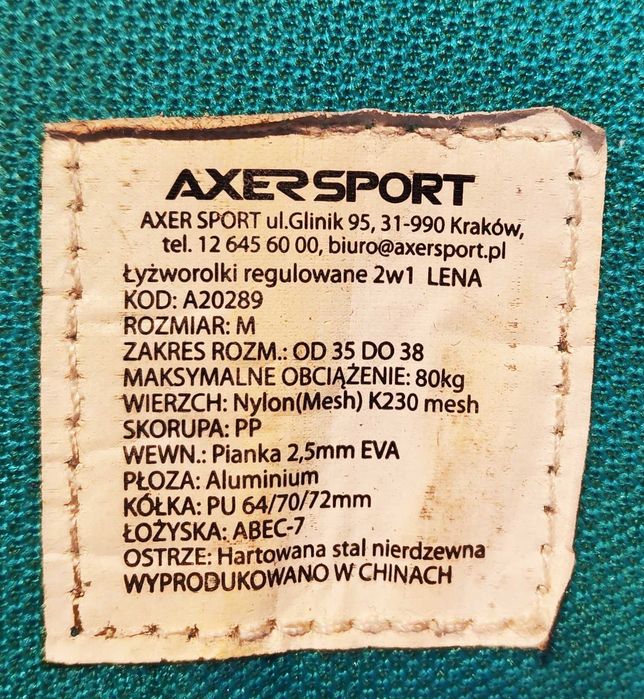 AXER SPORT
AXER SPORT ul.Glinik 95, 31-990 Kraków,
tel. 12 645 60 00, biuro@axersport.pl
Łyżworolki regulowane 2w1 LENA
KOD: A20289
ROZMIAR: M
ZAKRES ROZM.: OD 35 DO 38
MAKSYMALNE OBCIĄŻENIE: 80kg
WIERZCH: Nylon(Mesh) K230 mesh
SKORUPA: PP
WEWN.: Pianka 2,5mm EVA
PŁOZA: Aluminium
KÓŁKA: PU 64/70/72mm
ŁOŻYSKA: ABEC-7
OSTRZE: Hartowana stal nierdzewna
WYPRODUKOWANO W CHINACH